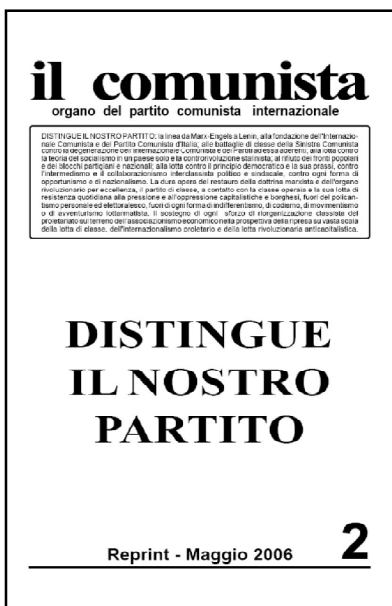 il comunista
organo del partito comunista internazionale
DISTINGUE IL NOSTRO PARTITO: la linea da Marx-Engels a Lenin, alla fondazione dell'Internazio-
nale Comunista e del Partito Comunista d'Italia; alle battaglie di classe della Sinistra Comunista
contro la degenerazione dell'Internazionale Comunista e dei Partiti ad essa aderenti; alla lotta contro
la teoria del socialismo in un paese solo e la controrivoluzione staliniana; al rifiuto dei fronti popolari
e dei blocchi partigiani e nazionali; alla lotta contro il principio democratico e la sua prassi, contro
l'intermedismo e il collaborazionismo interclassista politico e sindacale, contro ogni forma di
opportunismo e di nazionalismo. La dura opera del restauro della dottrina marxista e dell'organo
rivoluzionario per eccellenza, il partito di classe, a contatto con la classe operaia e la sua lotta di
resistenza quotidiana alla pressione e all'oppressione capitalistiche e borghesi, fuori del politican-
tismo personale ed elettoralesco, fuori di ogni forma di indifferentismo, di codismo, di movimentismo
o di avventurismo lottarmatista. Il sostegno di ogni sforzo di riorganizzazione classista del
proletariato sul terreno dell'associazionismo economico nella prospettiva della ripresa su vasta scala
della lotta di classe, dell'internazionalismo proletario e della lotta rivoluzionaria anticapitalistica.
DISTINGUE
IL NOSTRO
PARTITO
Reprint - Maggio 2006 2